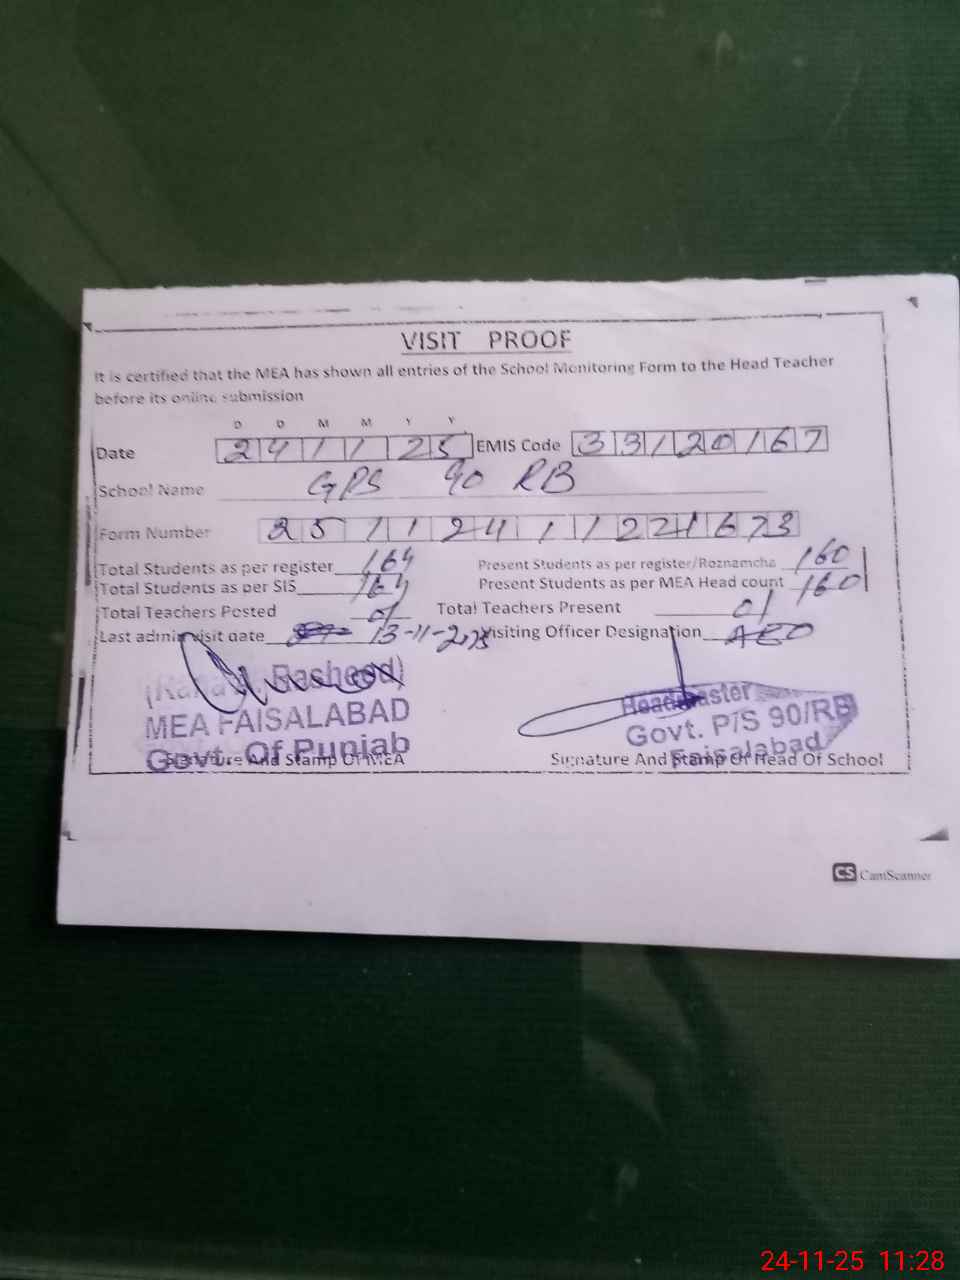 VISIT PROOF
It is certified that the MEA has shown all entries of the School Monitoring Form to the Head Teacher
before its online submission
D D M M Y Y
Date 24 11 25 EMIS Code 33120167
School Name GPS 90 RB
Form Number
Total Students as per register 164 Present Students as per register/Roznamcha 160
Total Students as per SIS 164 Present Students as per MEA Head count 160
Total Teachers Posted 01 Total Teachers Present 01
Last admin visit date 13-11-2025 Visiting Officer Designation AEO
Rasheed)
MEA FAISALABAD
Govt. Of Punjab
Signature And Stamp Of MEA
Headmaster
Govt. P/S 90/RB
Faisalabad
Signature And Stamp Of Head Of School
CS CamScanner
24-11-25 11:28